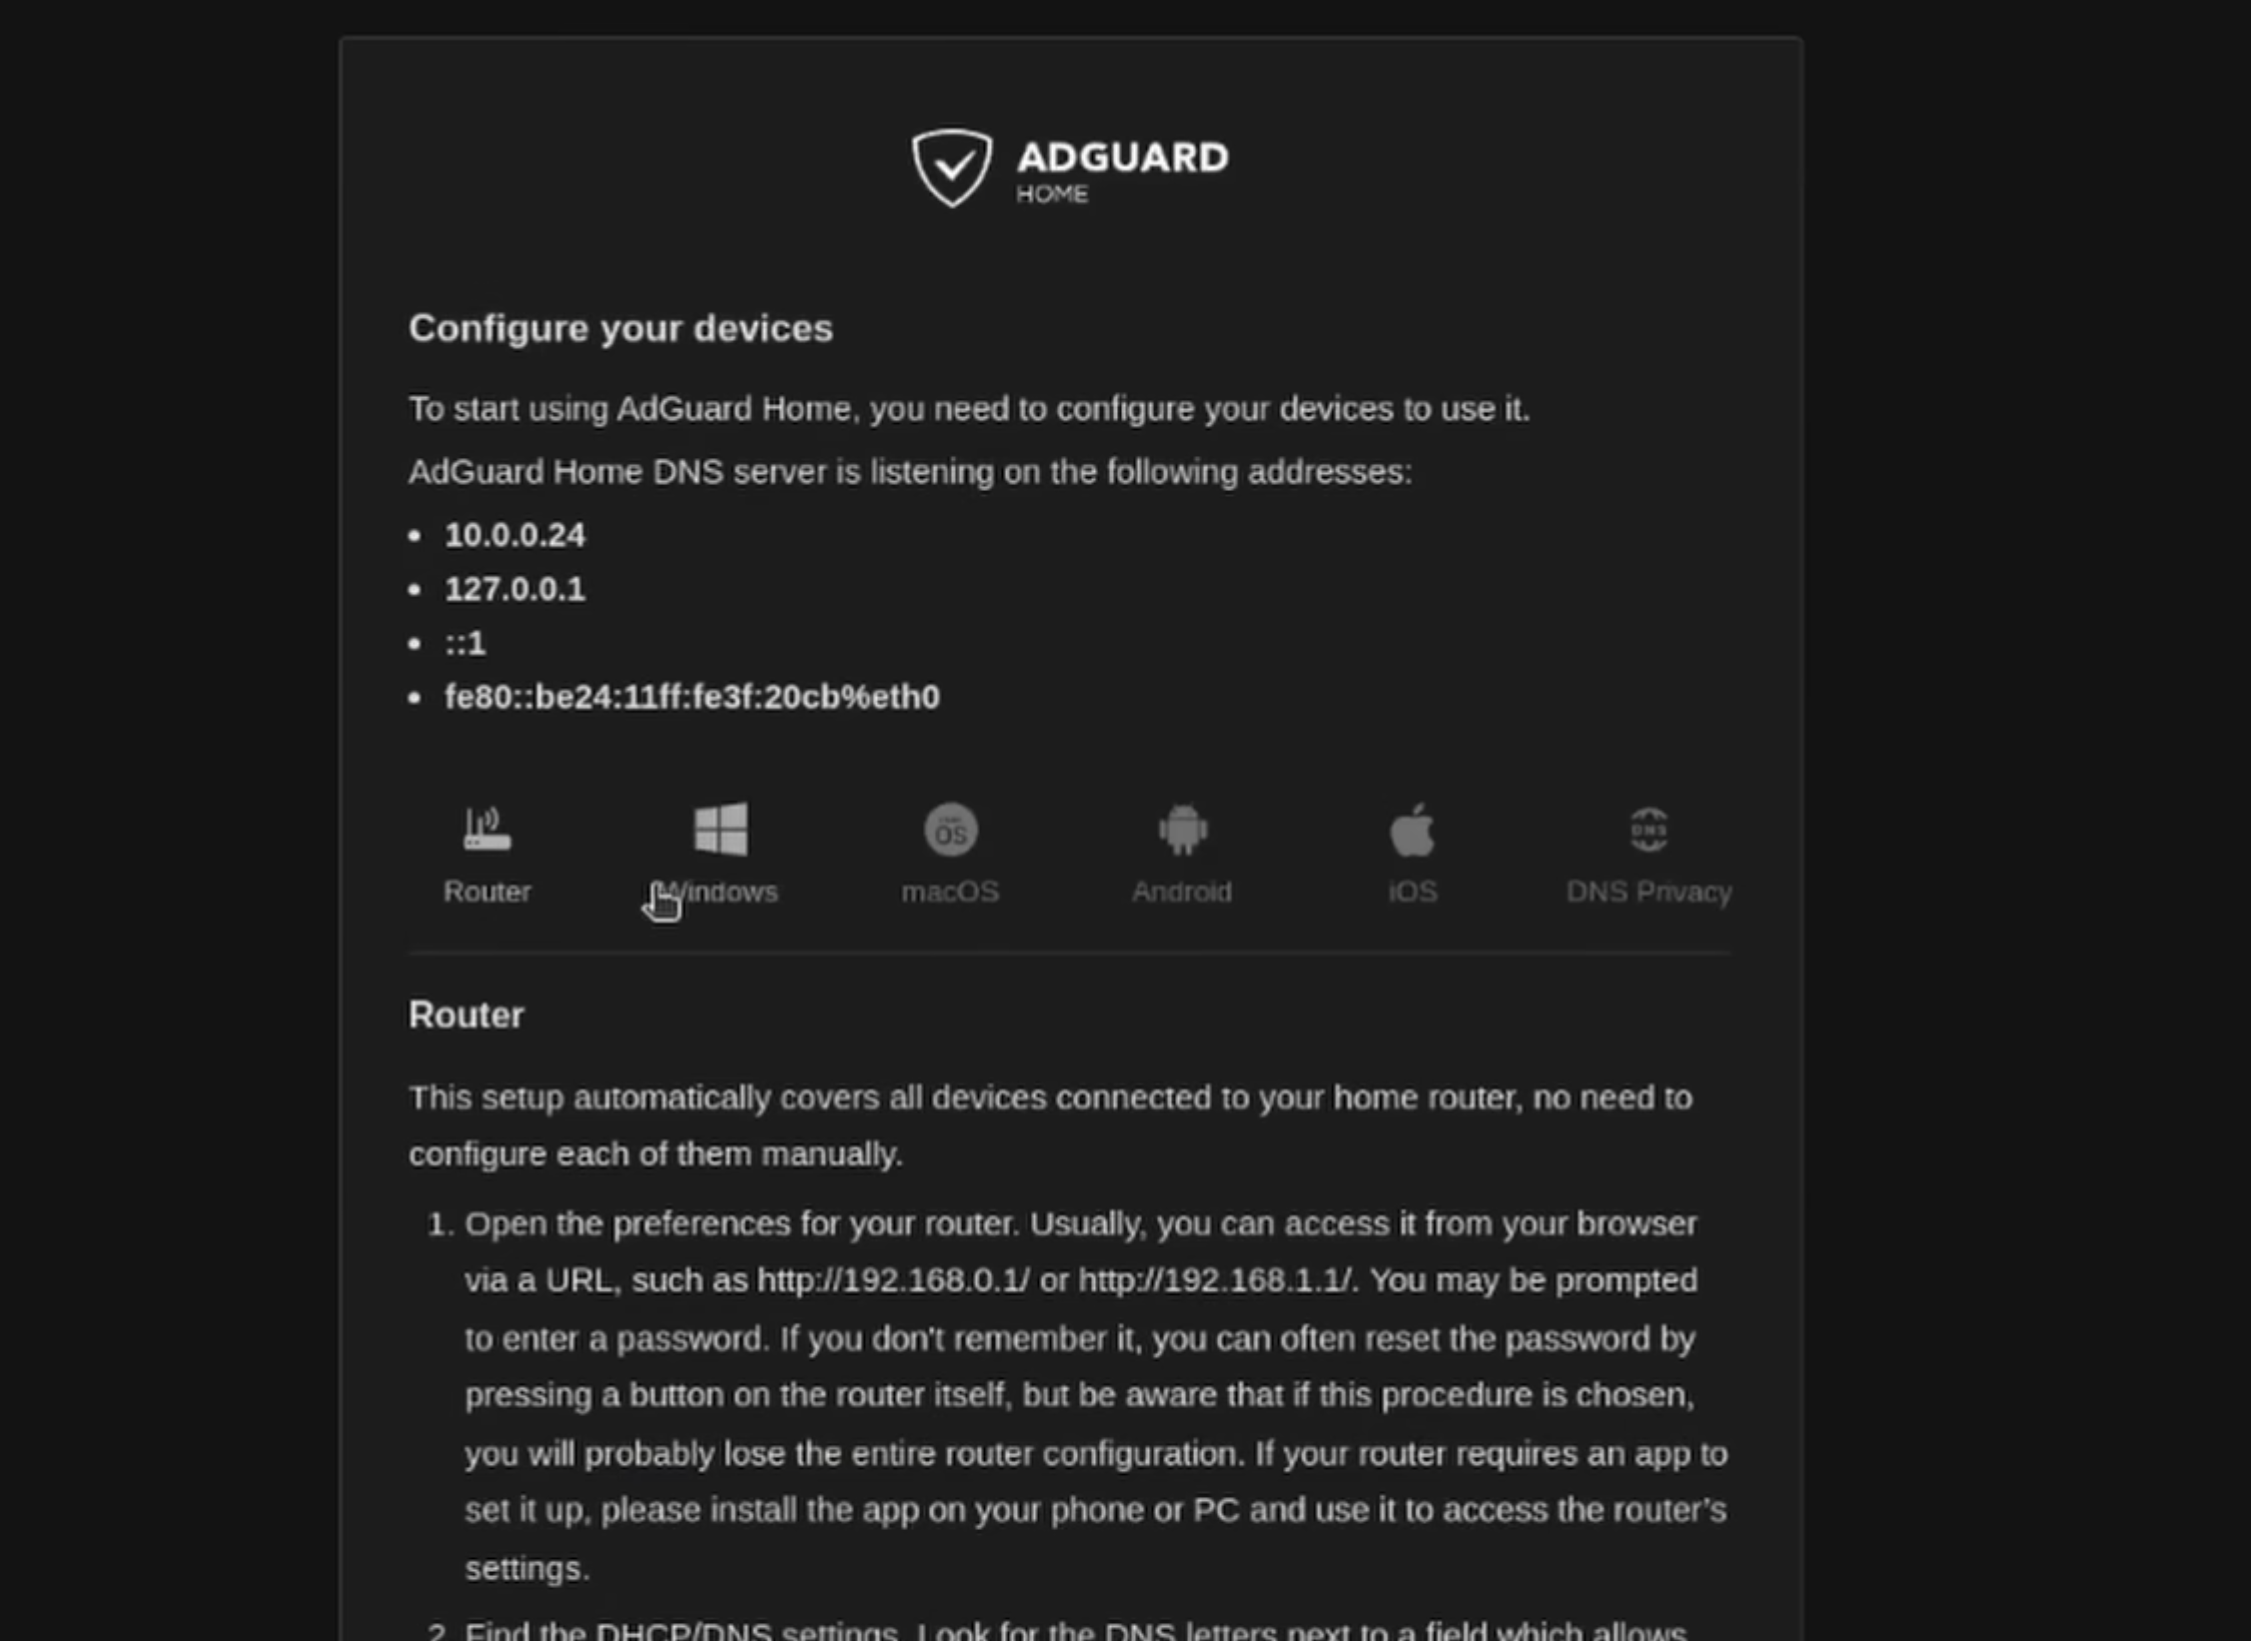 ADGUARD
HOME
Configure your devices
To start using AdGuard Home, you need to configure your devices to use it.
AdGuard Home DNS server is listening on the following addresses:
• 10.0.0.24
• 127.0.0.1
• ::1
• fe80::be24:11ff:fe3f:20cb%eth0
Router Windows macOS Android iOS DNS Privacy
Router
This setup automatically covers all devices connected to your home router, no need to
configure each of them manually.
1. Open the preferences for your router. Usually, you can access it from your browser
via a URL, such as http://192.168.0.1/ or http://192.168.1.1/. You may be prompted
to enter a password. If you don't remember it, you can often reset the password by
pressing a button on the router itself, but be aware that if this procedure is chosen,
you will probably lose the entire router configuration. If your router requires an app to
set it up, please install the app on your phone or PC and use it to access the router's
settings.
2. Find the DHCP/DNS settings. Look for the DNS letters next to a field which allows